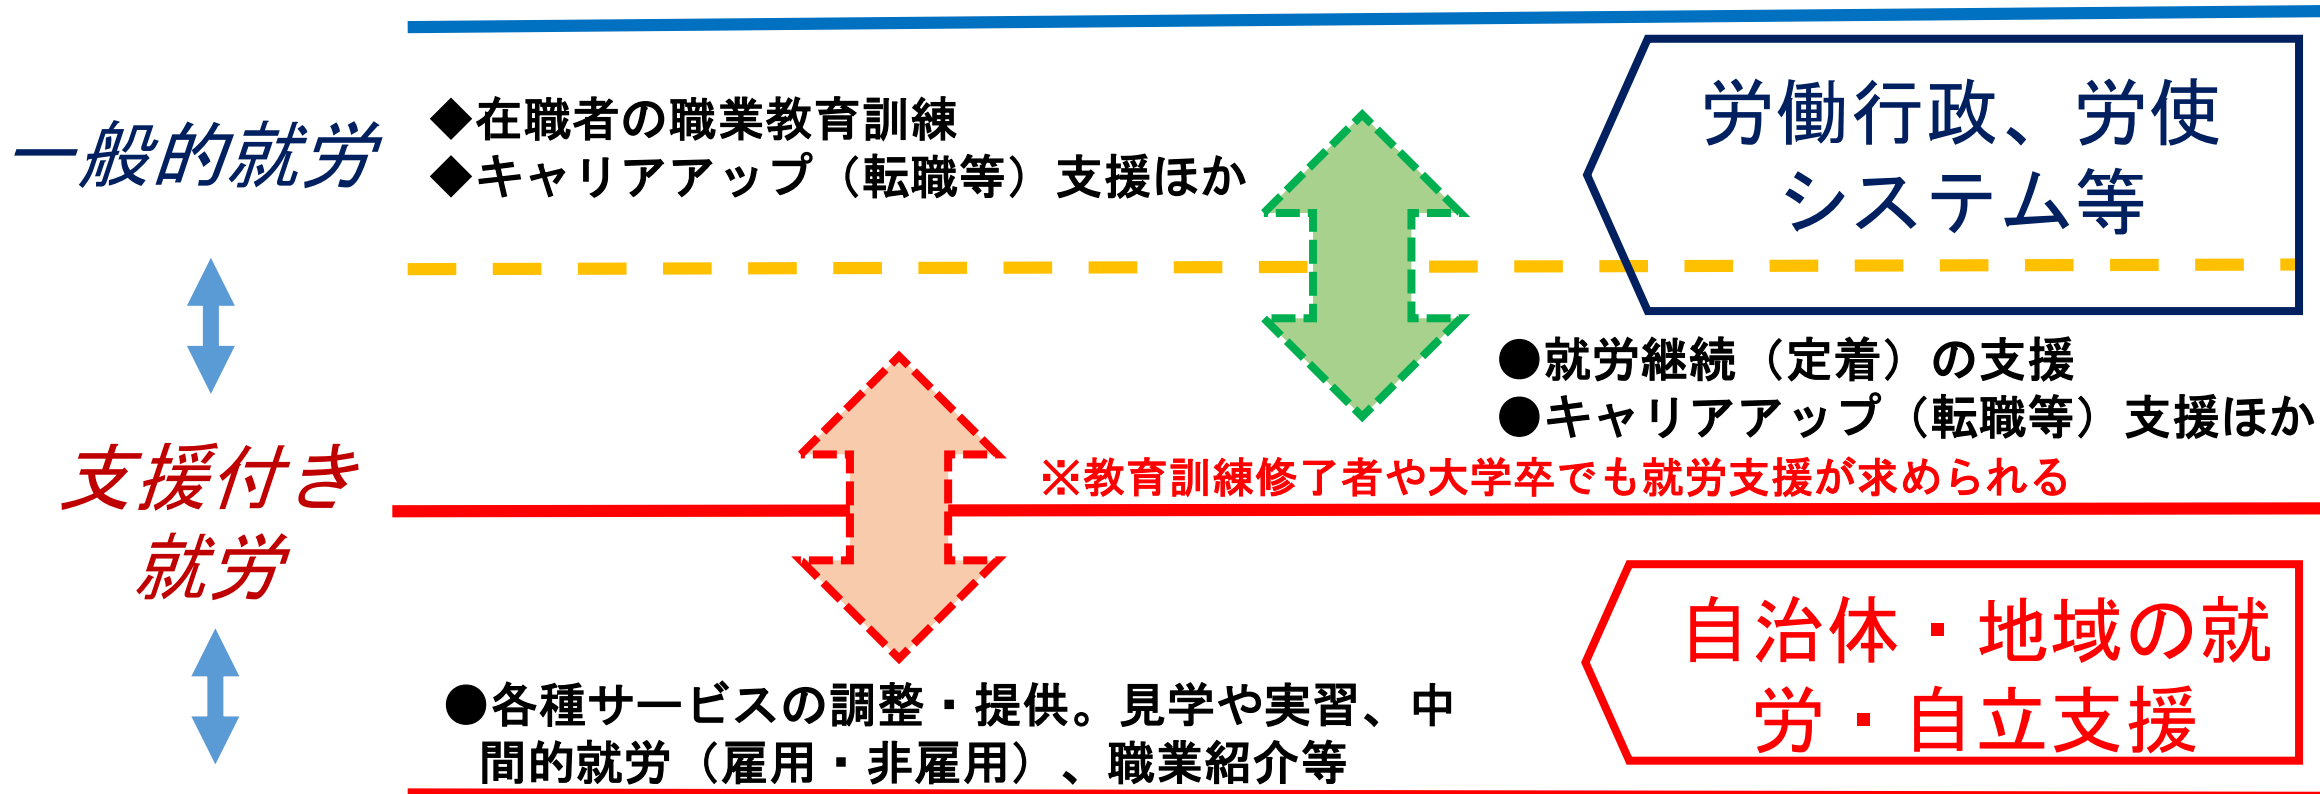 一般的就労
◆在職者の職業教育訓練
◆キャリアアップ（転職等）支援ほか
労働行政、労使
システム等
●就労継続（定着）の支援
●キャリアアップ（転職等）支援ほか
※教育訓練修了者や大学卒でも就労支援が求められる
支援付き
就労
●各種サービスの調整・提供。見学や実習、中
間的就労（雇用・非雇用）、職業紹介等
自治体・地域の就
労・自立支援